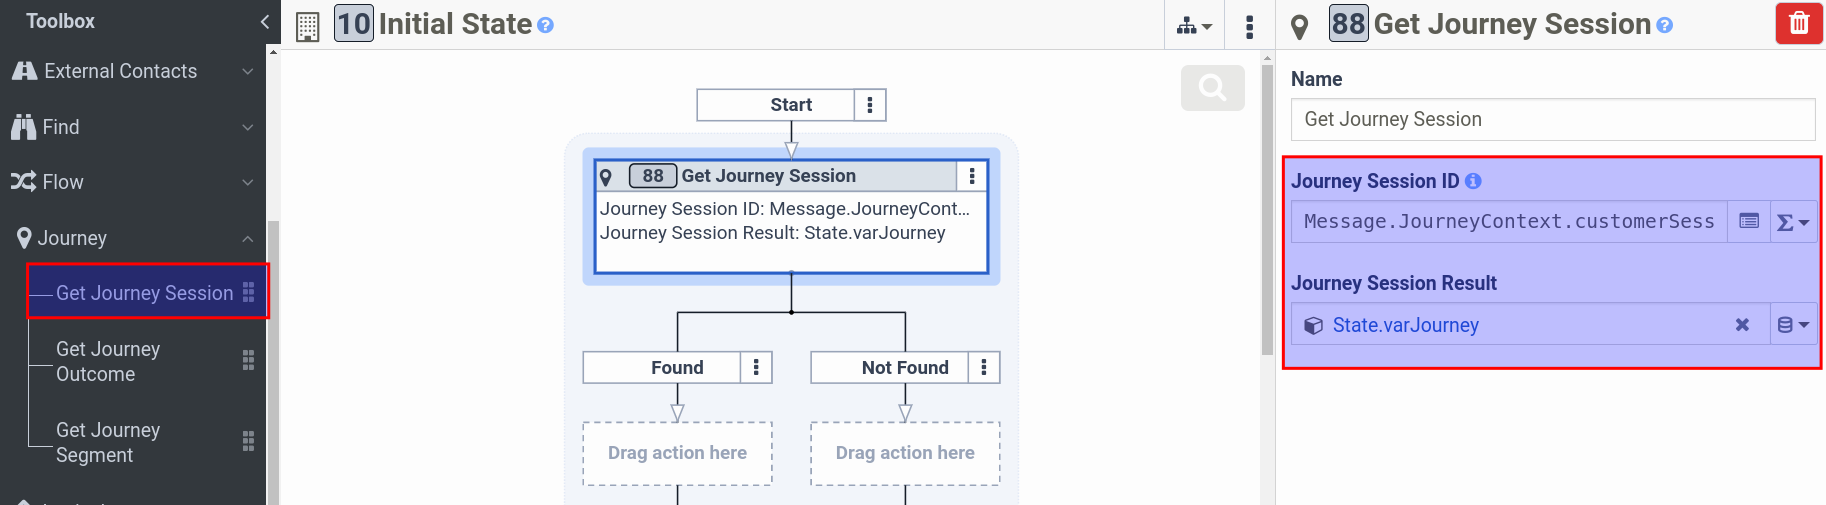 Toolbox
External Contacts
Find
Flow
Journey
Get Journey Session
Get Journey
Outcome
Get Journey
Segment
10 Initial State
Start
88 Get Journey Session
Journey Session ID: Message.JourneyCont...
Journey Session Result: State.varJourney
Found
Not Found
Drag action here
Drag action here
88 Get Journey Session
Name
Get Journey Session
Journey Session ID
Message.JourneyContext.customerSess
Journey Session Result
State.varJourney